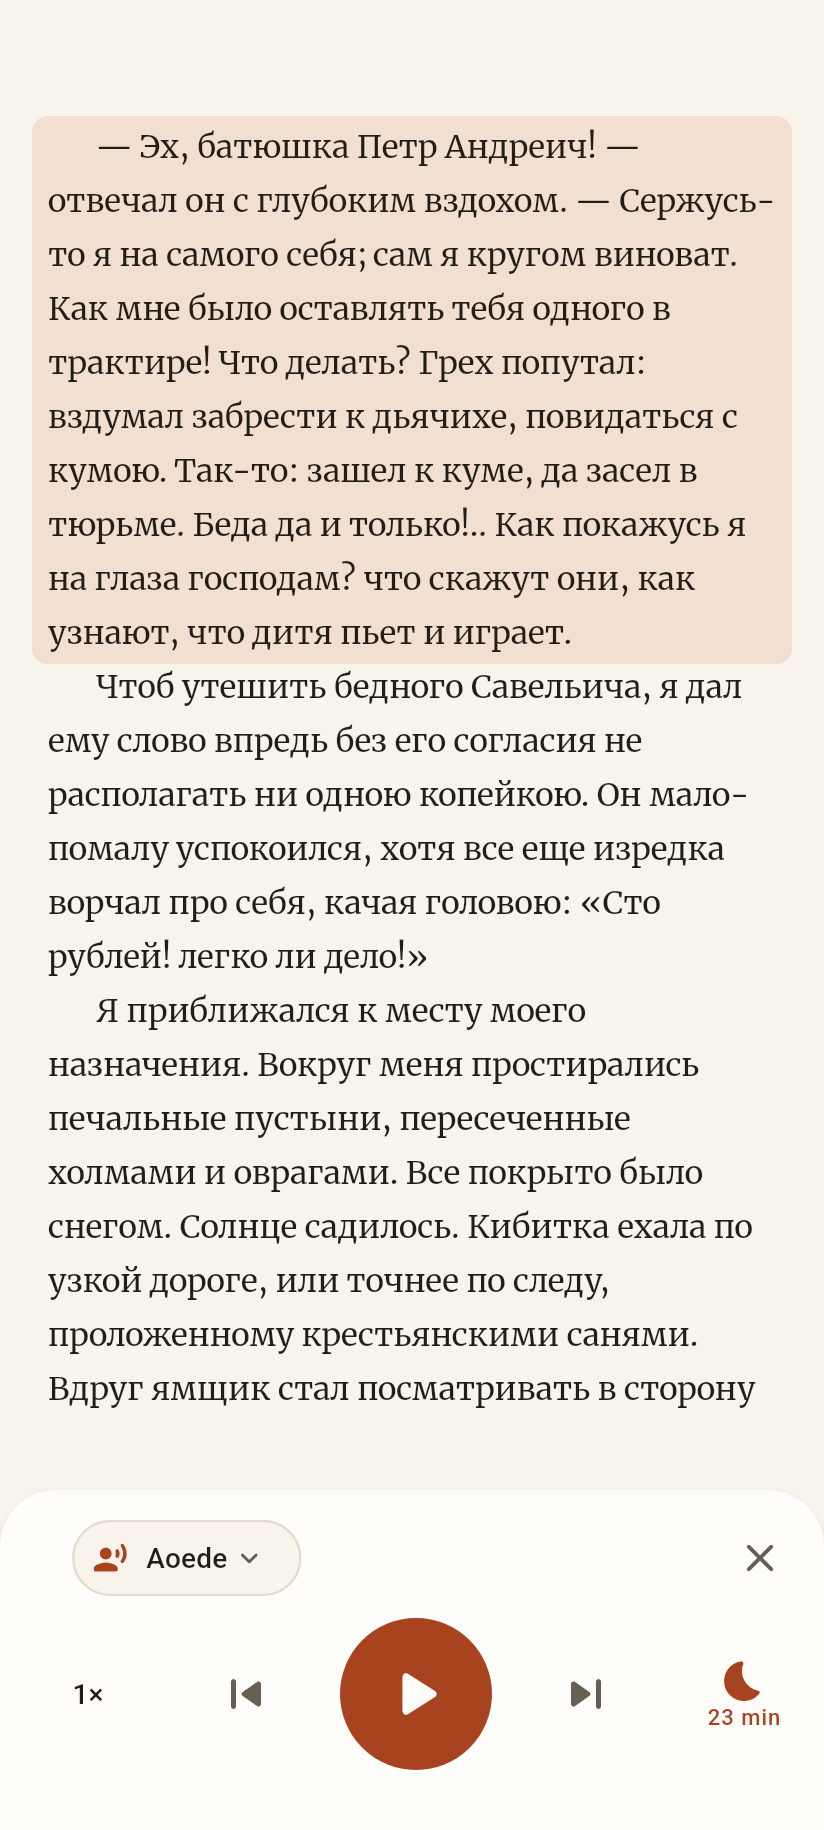 — Эх, батюшка Петр Андреич! —
отвечал он с глубоким вздохом. — Сержусь-
то я на самого себя; сам я кругом виноват.
Как мне было оставлять тебя одного в
трактире! Что делать? Грех попутал:
вздумал забрести к дьячихе, повидаться с
кумою. Так-то: зашел к куме, да засел в
тюрьме. Беда да и только!.. Как покажусь я
на глаза господам? что скажут они, как
узнают, что дитя пьет и играет.
Чтоб утешить бедного Савельича, я дал
ему слово впредь без его согласия не
располагать ни одною копейкою. Он мало-
помалу успокоился, хотя все еще изредка
ворчал про себя, качая головою: «Сто
рублей! легко ли дело!»
Я приближался к месту моего
назначения. Вокруг меня простирались
печальные пустыни, пересеченные
холмами и оврагами. Все покрыто было
снегом. Солнце садилось. Кибитка ехала по
узкой дороге, или точнее по следу,
проложенному крестьянскими санями.
Вдруг ямщик стал посматривать в сторону
Aoede
1×
23 min